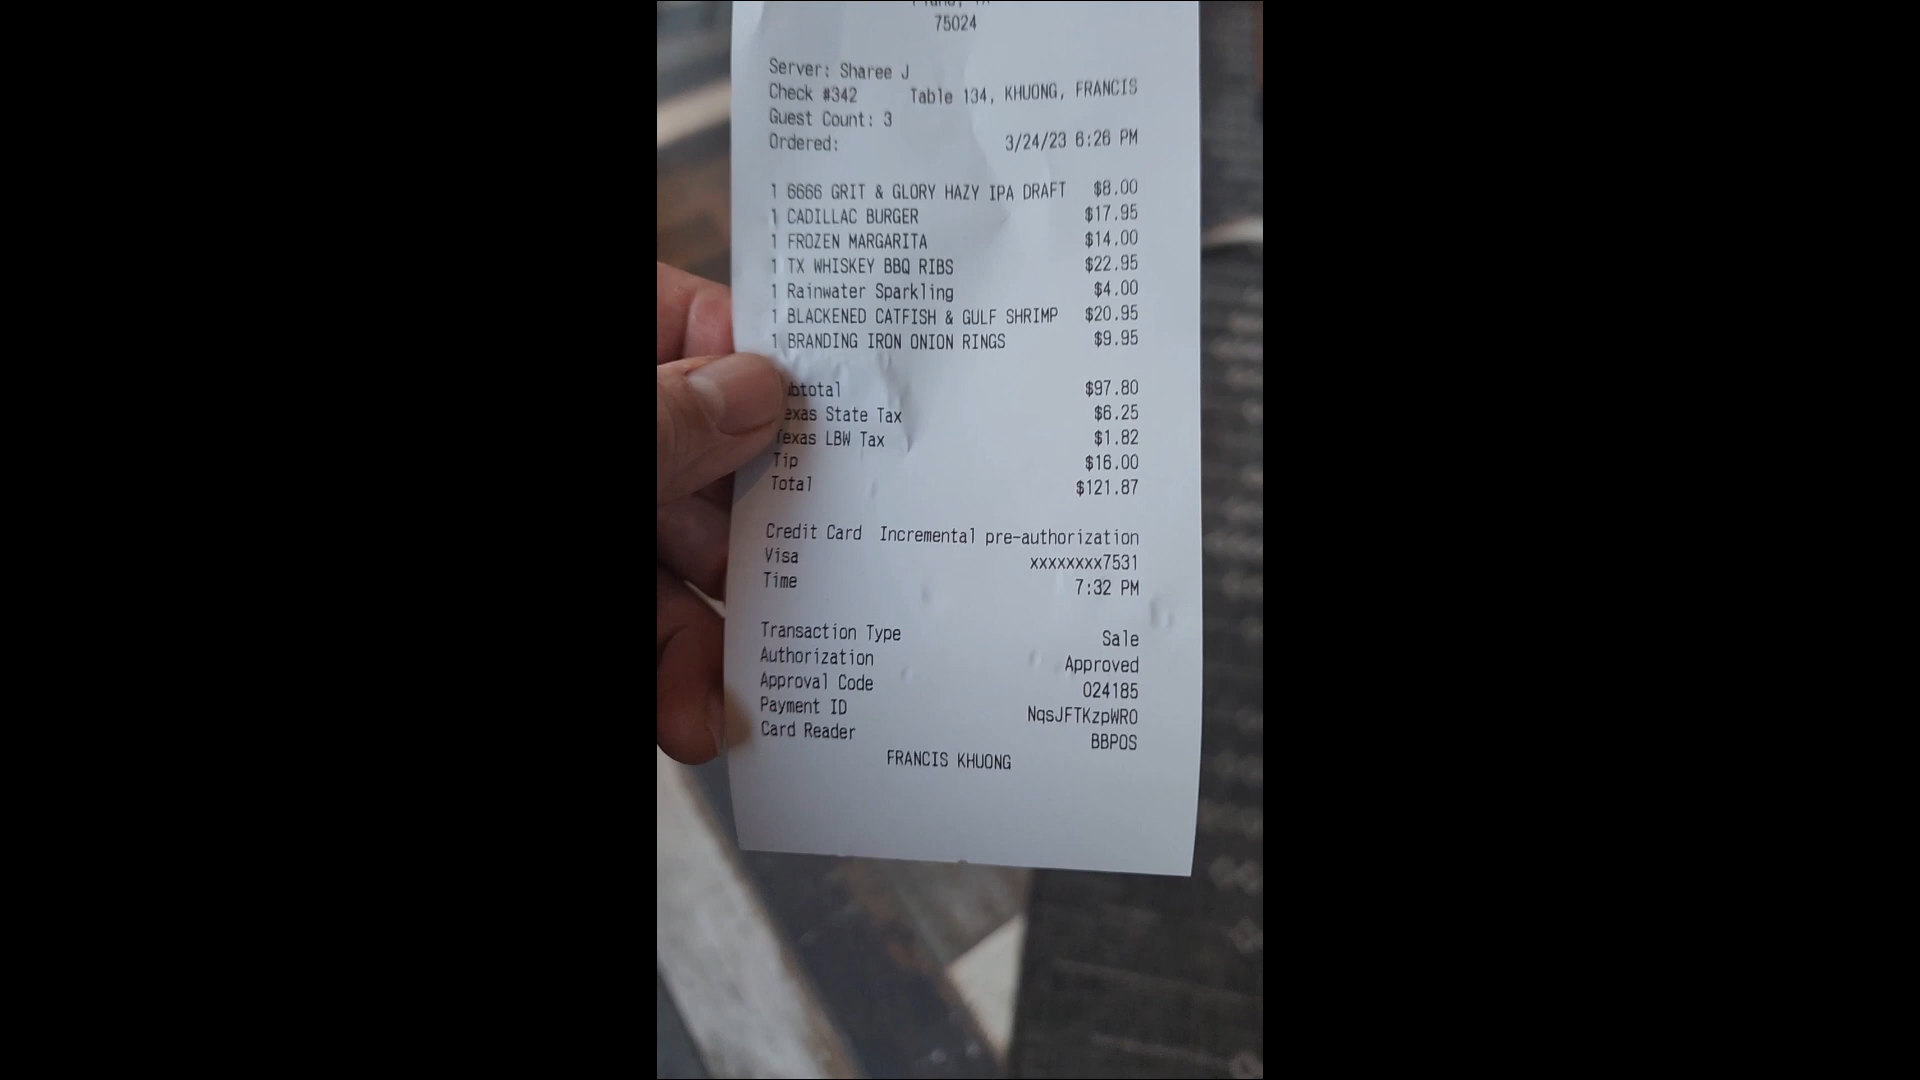 75024
Server: Sharee J
Check #342 Table 134, KHUONG, FRANCIS
Guest Count: 3
Ordered: 3/24/23 6:26 PM
1 6666 GRIT & GLORY HAZY IPA DRAFT $8.00
1 CADILLAC BURGER $17.95
1 FROZEN MARGARITA $14.00
1 TX WHISKEY BBQ RIBS $22.95
1 Rainwater Sparkling $4.00
1 BLACKENED CATFISH & GULF SHRIMP $20.95
1 BRANDING IRON ONION RINGS $9.95
btotal $97.80
exas State Tax $6.25
Texas LBW Tax $1.82
Tip $16.00
Total $121.87
Credit Card Incremental pre-authorization
Visa xxxxxxxx7531
Time 7:32 PM
Transaction Type Sale
Authorization Approved
Approval Code 024185
Payment ID NqsJFTKzpWRO
Card Reader BBPOS
FRANCIS KHUONG